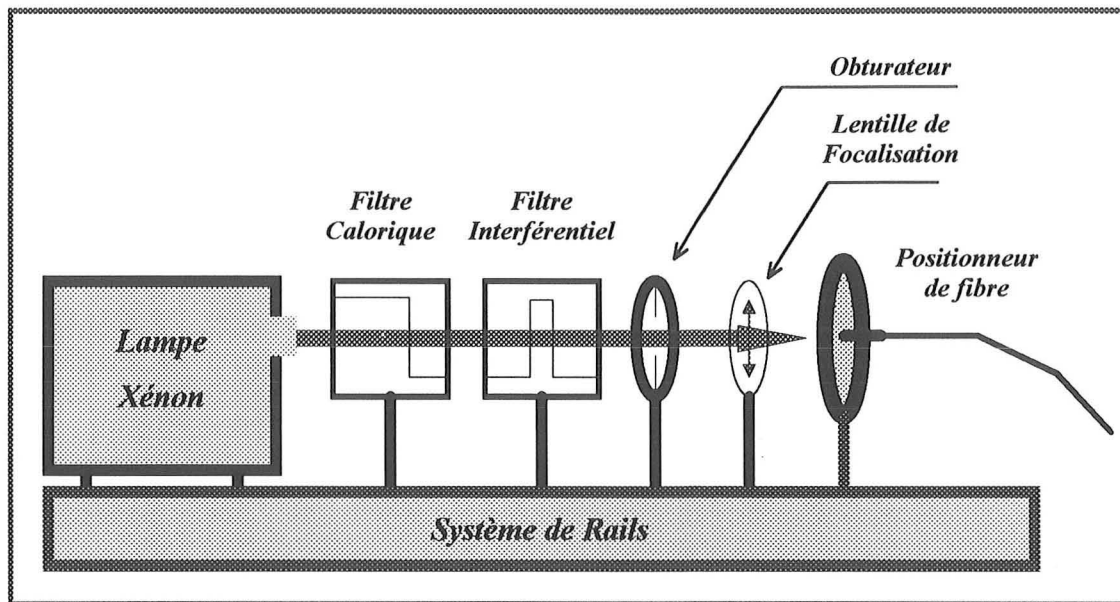 Obturateur
Lentille de
Focalisation
Filtre
Calorique
Filtre
Interférentiel
Positionneur
de fibre
Lampe
Xénon
Système de Rails